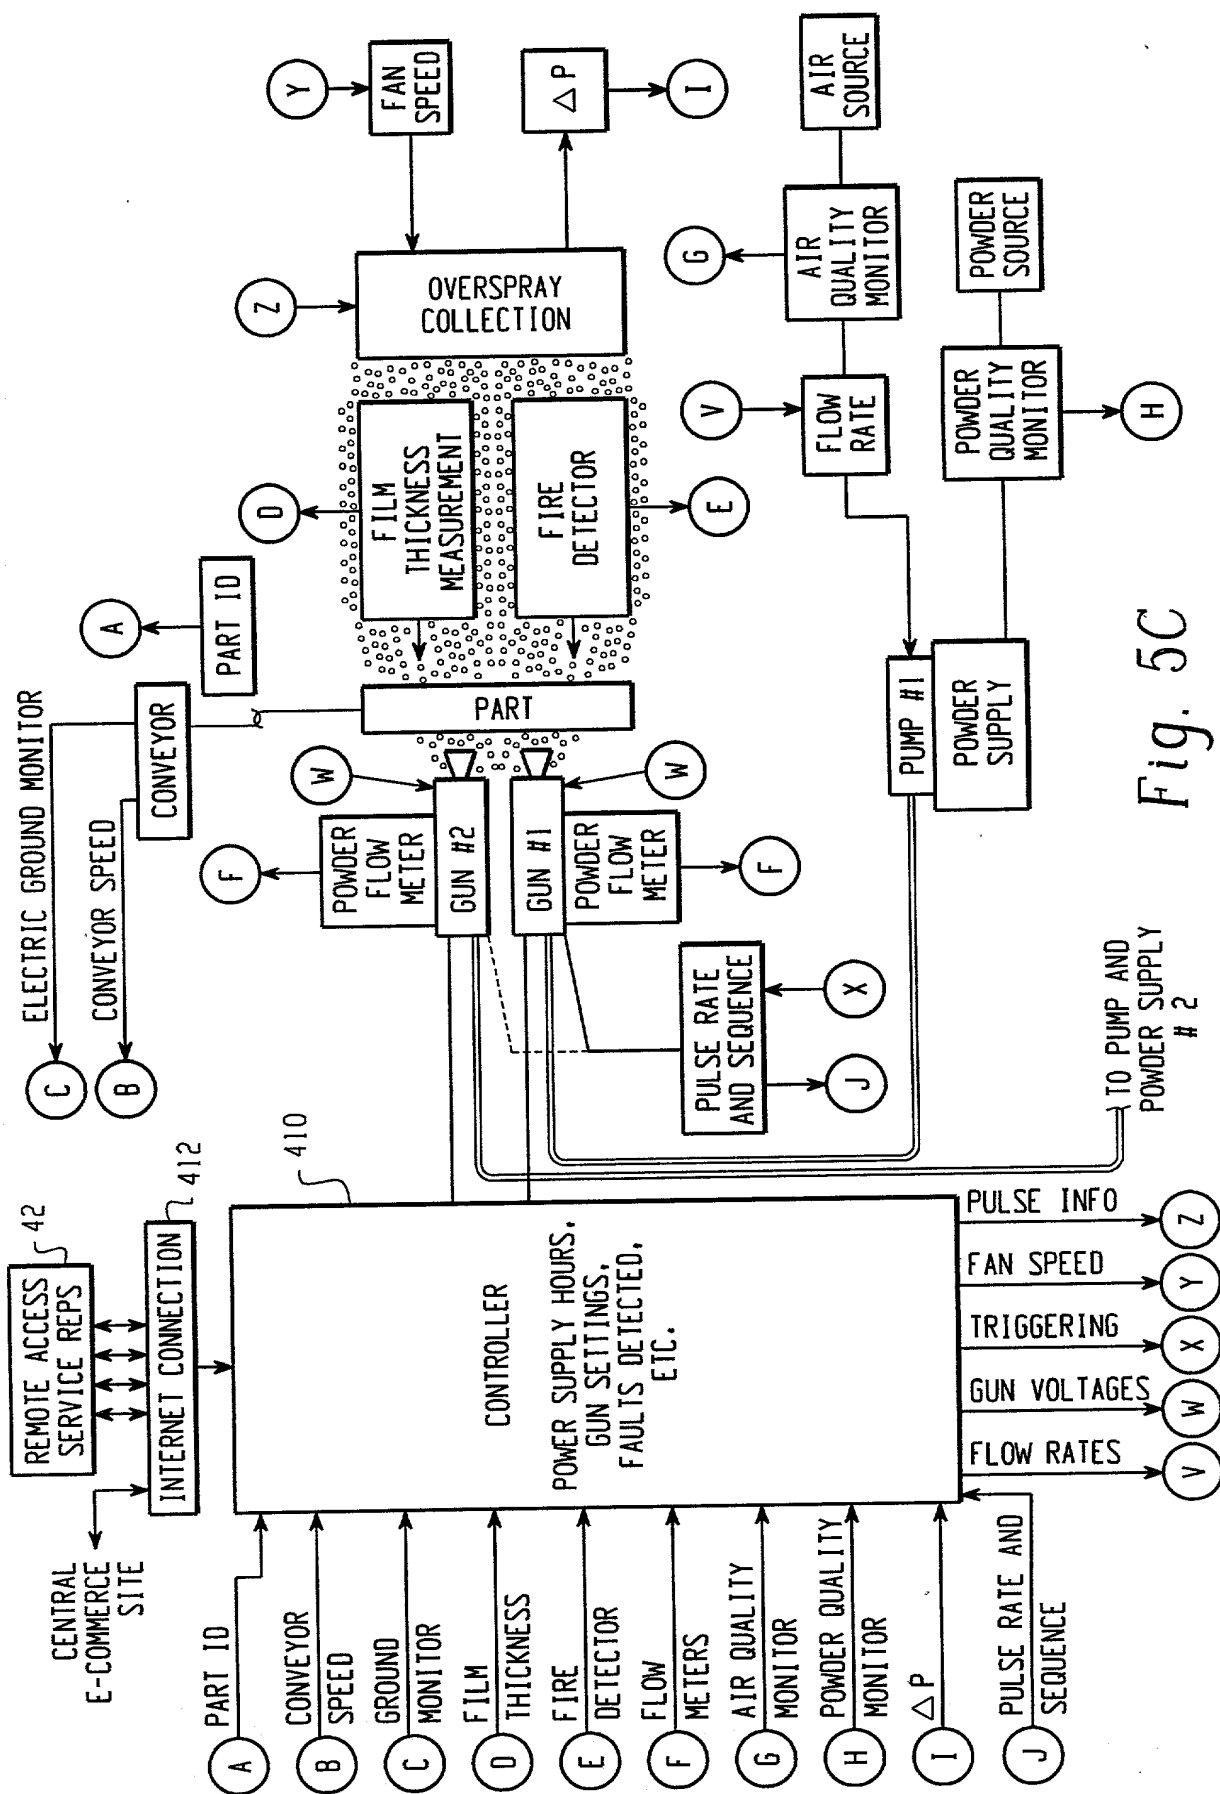 CENTRAL
E-COMMERCE
SITE
REMOTE ACCESS
SERVICE REPS
42
INTERNET CONNECTION
412
410
CONTROLLER
POWER SUPPLY HOURS,
GUN SETTINGS,
FAULTS DETECTED,
ETC.
A
PART ID
B
CONVEYOR
SPEED
C
GROUND
MONITOR
D
FILM
THICKNESS
E
FIRE
DETECTOR
F
FLOW
METERS
G
AIR QUALITY
MONITOR
H
POWDER QUALITY
MONITOR
I
△P
J
PULSE RATE AND
SEQUENCE
PULSE INFO
Z
FAN SPEED
Y
TRIGGERING
X
GUN VOLTAGES
W
FLOW RATES
V
C
ELECTRIC GROUND MONITOR
B
CONVEYOR SPEED
CONVEYOR
A
PART ID
F
POWDER
FLOW
METER
GUN #2
W
GUN #1
W
POWDER
FLOW
METER
F
PULSE RATE
AND SEQUENCE
J
X
TO PUMP AND
POWDER SUPPLY
# 2
PART
D
FILM
THICKNESS
MEASUREMENT
FIRE
DETECTOR
E
Z
OVERSPRAY
COLLECTION
Y
FAN
SPEED
△P
I
PUMP #1
POWDER
SUPPLY
V
FLOW
RATE
G
AIR
QUALITY
MONITOR
AIR
SOURCE
POWDER
QUALITY
MONITOR
H
POWDER
SOURCE
Fig. 5C